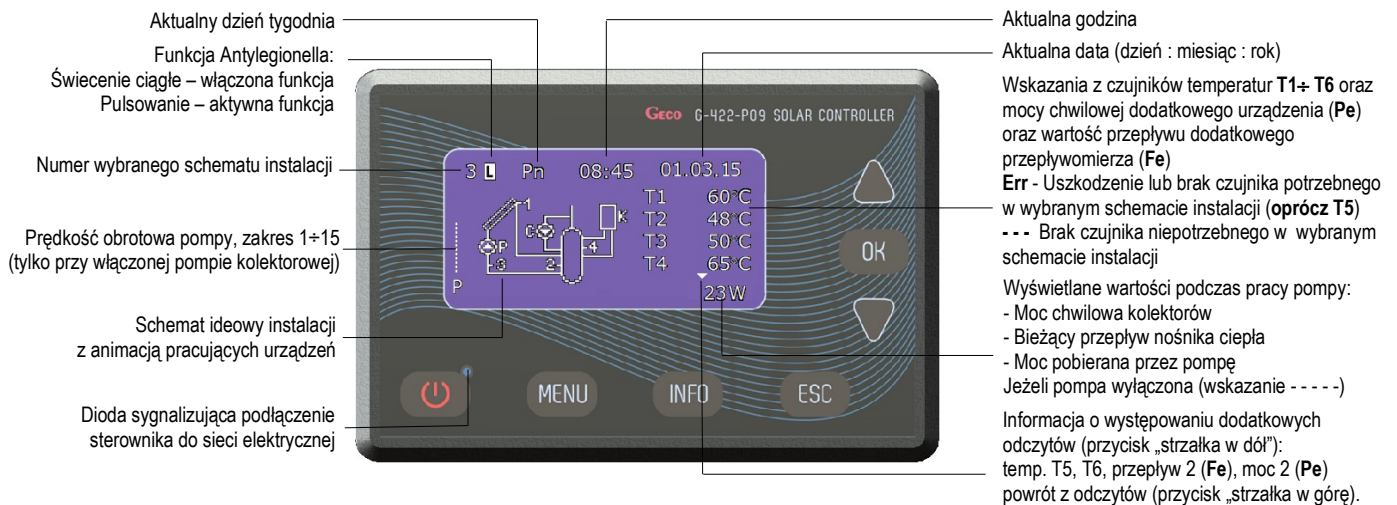 Aktualny dzień tygodnia
Funkcja Antylegionella:
Świecenie ciągłe – włączona funkcja
Pulsowanie – aktywna funkcja
Numer wybranego schematu instalacji
Prędkość obrotowa pompy, zakres 1÷15
(tylko przy włączonej pompie kolektorowej)
Schemat ideowy instalacji
z animacją pracujących urządzeń
Dioda sygnalizująca podłączenie
sterownika do sieci elektrycznej
GECO G-422-P09 SOLAR CONTROLLER
3 L Pn 08:45 01.03.15
T1 60°C
T2 48°C
T3 50°C
T4 65°C
23W
1
C
K
P
4
3
2
P
OK
MENU
INFO
ESC
Aktualna godzina
Aktualna data (dzień : miesiąc : rok)
Wskazania z czujników temperatur T1÷ T6 oraz
mocy chwilowej dodatkowego urządzenia (Pe)
oraz wartość przepływu dodatkowego
przepływomierza (Fe)
Err - Uszkodzenie lub brak czujnika potrzebnego
w wybranym schemacie instalacji (oprócz T5)
- - - Brak czujnika niepotrzebnego w wybranym
schemacie instalacji
Wyświetlane wartości podczas pracy pompy:
- Moc chwilowa kolektorów
- Bieżący przepływ nośnika ciepła
- Moc pobierana przez pompę
Jeżeli pompa wyłączona (wskazanie - - - - -)
Informacja o występowaniu dodatkowych
odczytów (przycisk „strzałka w dół”):
temp. T5, T6, przepływ 2 (Fe), moc 2 (Pe)
powrót z odczytów (przycisk „strzałka w górę).